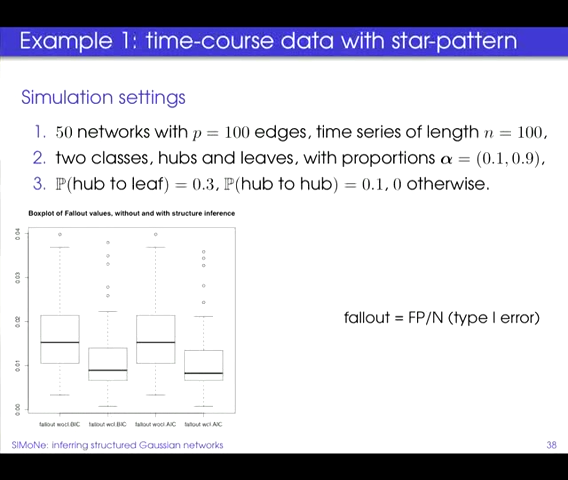 Example 1: time-course data with star-pattern
Simulation settings
1. 50 networks with p = 100 edges, time series of length n = 100,
2. two classes, hubs and leaves, with proportions α = (0.1, 0.9),
3. ℙ(hub to leaf) = 0.3, ℙ(hub to hub) = 0.1, 0 otherwise.
Boxplot of Fallout values, without and with structure inference
0.04
0.03
0.02
0.01
0.00
fallout wocl.BIC fallout wcl.BIC fallout wocl.AIC fallout wcl.AIC
fallout = FP/N (type I error)
SIMoNe: inferring structured Gaussian networks 38